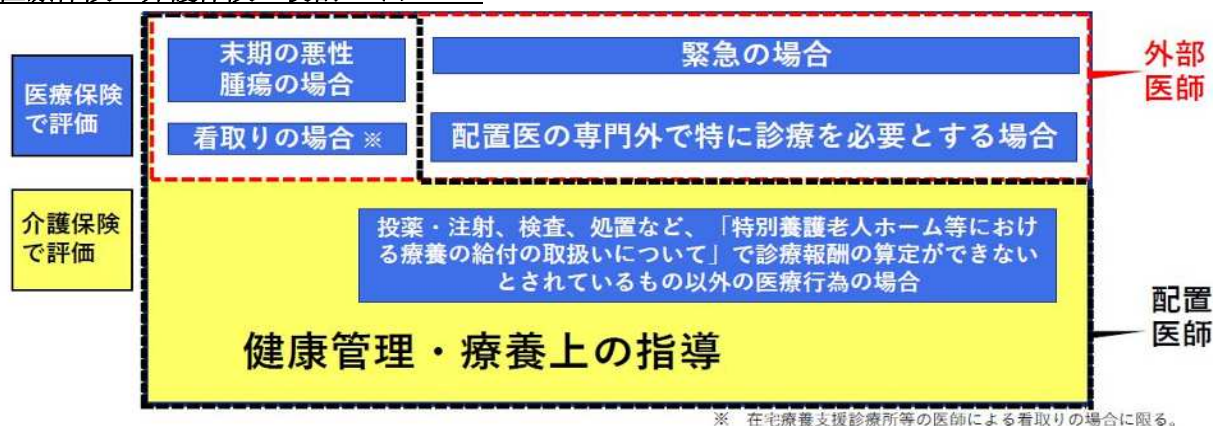 末期の悪性
腫瘍の場合
緊急の場合
外部
医師
医療保険
で評価
看取りの場合 ※
配置医の専門外で特に診療を必要とする場合
介護保険
で評価
投薬・注射、検査、処置など、「特別養護老人ホーム等におけ
る療養の給付の取扱いについて」で診療報酬の算定ができない
とされているもの以外の医療行為の場合
配置
医師
健康管理・療養上の指導
※ 在宅療養支援診療所等の医師による看取りの場合に限る。